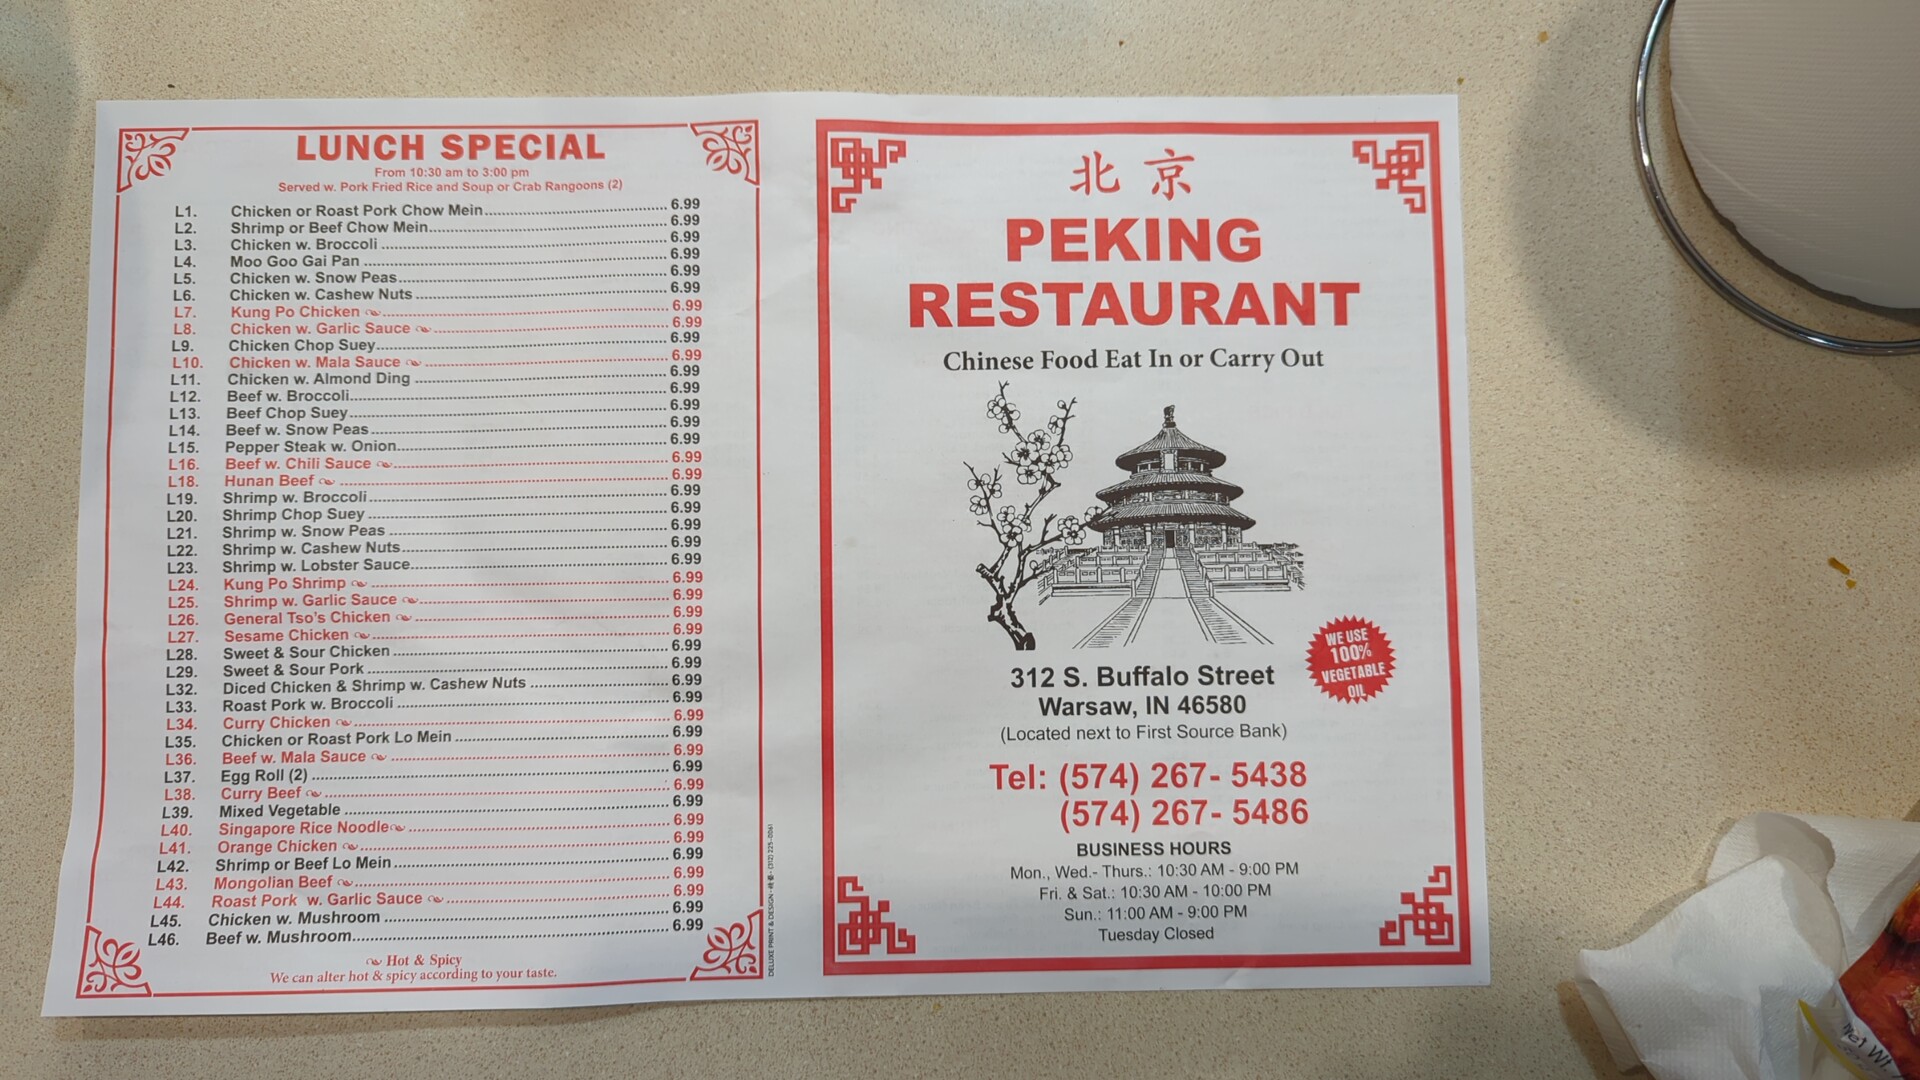 LUNCH SPECIAL
From 10:30 am to 3:00 pm
Served w. Pork Fried Rice and Soup or Crab Rangoons (2)
L1. Chicken or Roast Pork Chow Mein 6.99
L2. Shrimp or Beef Chow Mein 6.99
L3. Chicken w. Broccoli 6.99
L4. Moo Goo Gai Pan 6.99
L5. Chicken w. Snow Peas 6.99
L6. Chicken w. Cashew Nuts 6.99
L7. Kung Po Chicken 6.99
L8. Chicken w. Garlic Sauce 6.99
L9. Chicken Chop Suey 6.99
L10. Chicken w. Mala Sauce 6.99
L11. Chicken w. Almond Ding 6.99
L12. Beef w. Broccoli 6.99
L13. Beef Chop Suey 6.99
L14. Beef w. Snow Peas 6.99
L15. Pepper Steak w. Onion 6.99
L16. Beef w. Chili Sauce 6.99
L18. Hunan Beef 6.99
L19. Shrimp w. Broccoli 6.99
L20. Shrimp Chop Suey 6.99
L21. Shrimp w. Snow Peas 6.99
L22. Shrimp w. Cashew Nuts 6.99
L23. Shrimp w. Lobster Sauce 6.99
L24. Kung Po Shrimp 6.99
L25. Shrimp w. Garlic Sauce 6.99
L26. General Tso's Chicken 6.99
L27. Sesame Chicken 6.99
L28. Sweet & Sour Chicken 6.99
L29. Sweet & Sour Pork 6.99
L32. Diced Chicken & Shrimp w. Cashew Nuts 6.99
L33. Roast Pork w. Broccoli 6.99
L34. Curry Chicken 6.99
L35. Chicken or Roast Pork Lo Mein 6.99
L36. Beef w. Mala Sauce 6.99
L37. Egg Roll (2) 6.99
L38. Curry Beef 6.99
L39. Mixed Vegetable 6.99
L40. Singapore Rice Noodle 6.99
L41. Orange Chicken 6.99
L42. Shrimp or Beef Lo Mein 6.99
L43. Mongolian Beef 6.99
L44. Roast Pork w. Garlic Sauce 6.99
L45. Chicken w. Mushroom 6.99
L46. Beef w. Mushroom 6.99
Hot & Spicy
We can alter hot & spicy according to your taste.
DELUXE PRINT & DESIGN
北京
PEKING
RESTAURANT
Chinese Food Eat In or Carry Out
WE USE
100%
VEGETABLE
OIL
312 S. Buffalo Street
Warsaw, IN 46580
(Located next to First Source Bank)
Tel: (574) 267- 5438
(574) 267- 5486
BUSINESS HOURS
Mon., Wed.- Thurs.: 10:30 AM - 9:00 PM
Fri. & Sat.: 10:30 AM - 10:00 PM
Sun.: 11:00 AM - 9:00 PM
Tuesday Closed
Net Wt.